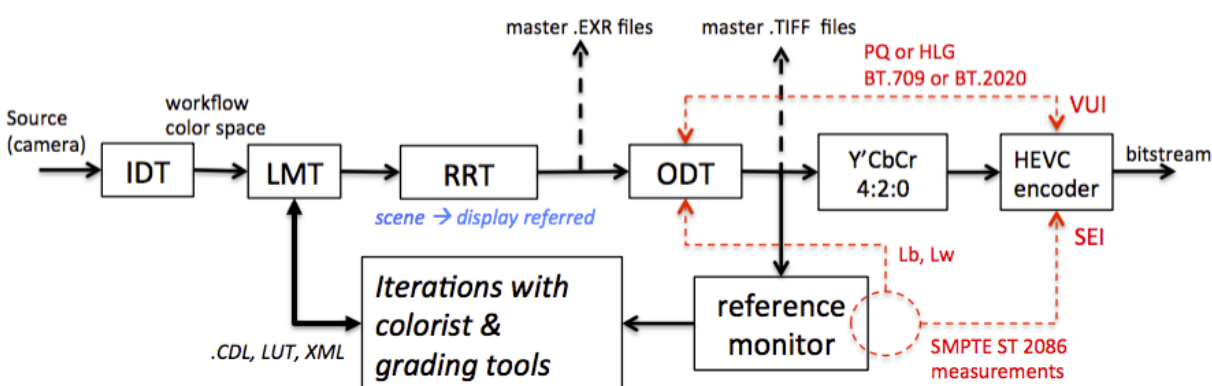 master .EXR files
master .TIFF files
PQ or HLG
BT.709 or BT.2020
VUI
Source
(camera)
workflow
color space
IDT
LMT
RRT
ODT
Y'CbCr
4:2:0
HEVC
encoder
bitstream
scene → display referred
SEI
Lb, Lw
Iterations with
colorist &
grading tools
reference
monitor
.CDL, LUT, XML
SMPTE ST 2086
measurements